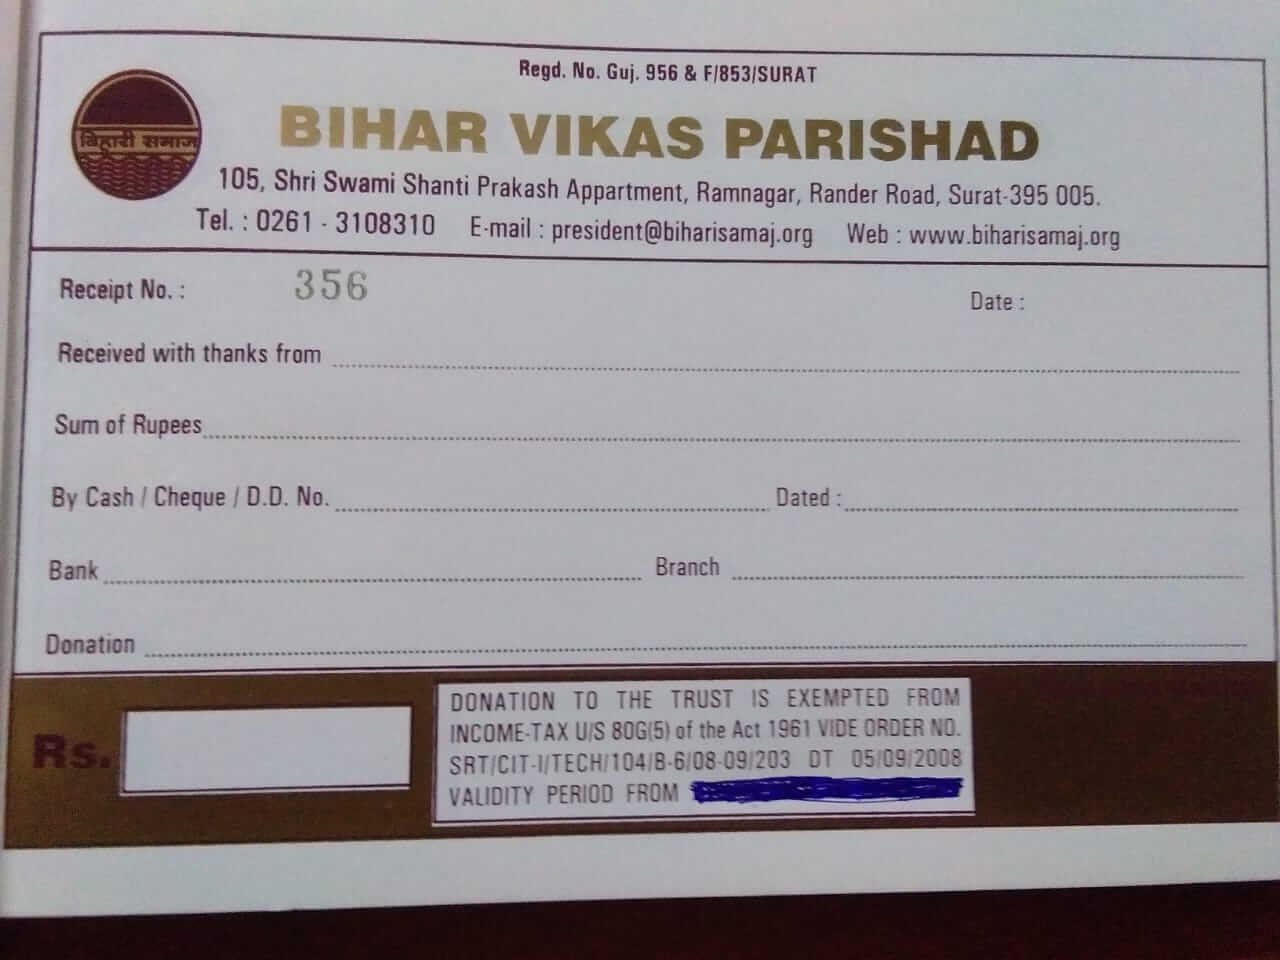 Regd. No. Guj. 956 & F/853/SURAT
बिहारी समाज
BIHAR VIKAS PARISHAD
105, Shri Swami Shanti Prakash Appartment, Ramnagar, Rander Road, Surat-395 005.
Tel. : 0261 - 3108310 E-mail : president@biharisamaj.org Web : www.biharisamaj.org
Receipt No. : 356 Date :
Received with thanks from
Sum of Rupees
By Cash / Cheque / D.D. No. Dated :
Bank Branch
Donation
Rs.
DONATION TO THE TRUST IS EXEMPTED FROM
INCOME-TAX U/S 80G(5) of the Act 1961 VIDE ORDER NO.
SRT/CIT-I/TECH/104/B-6/08-09/203 DT 05/09/2008
VALIDITY PERIOD FROM